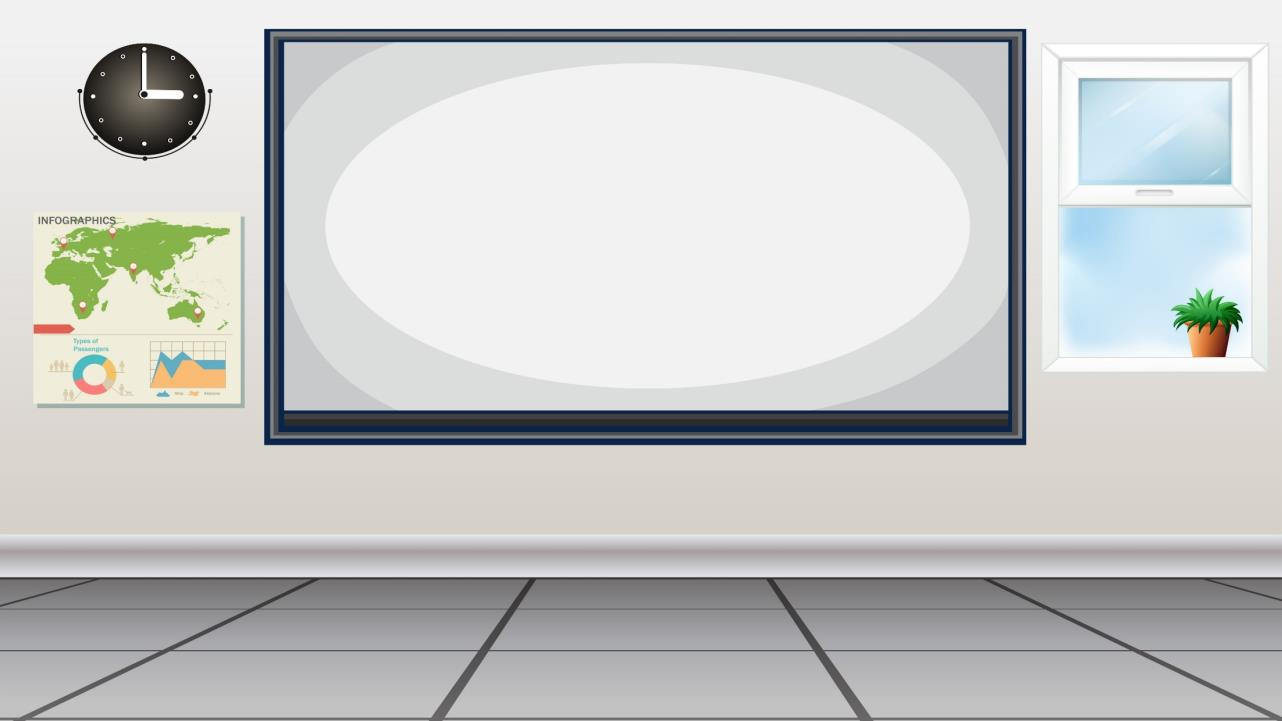 INFOGRAPHICS
Types of
Passengers